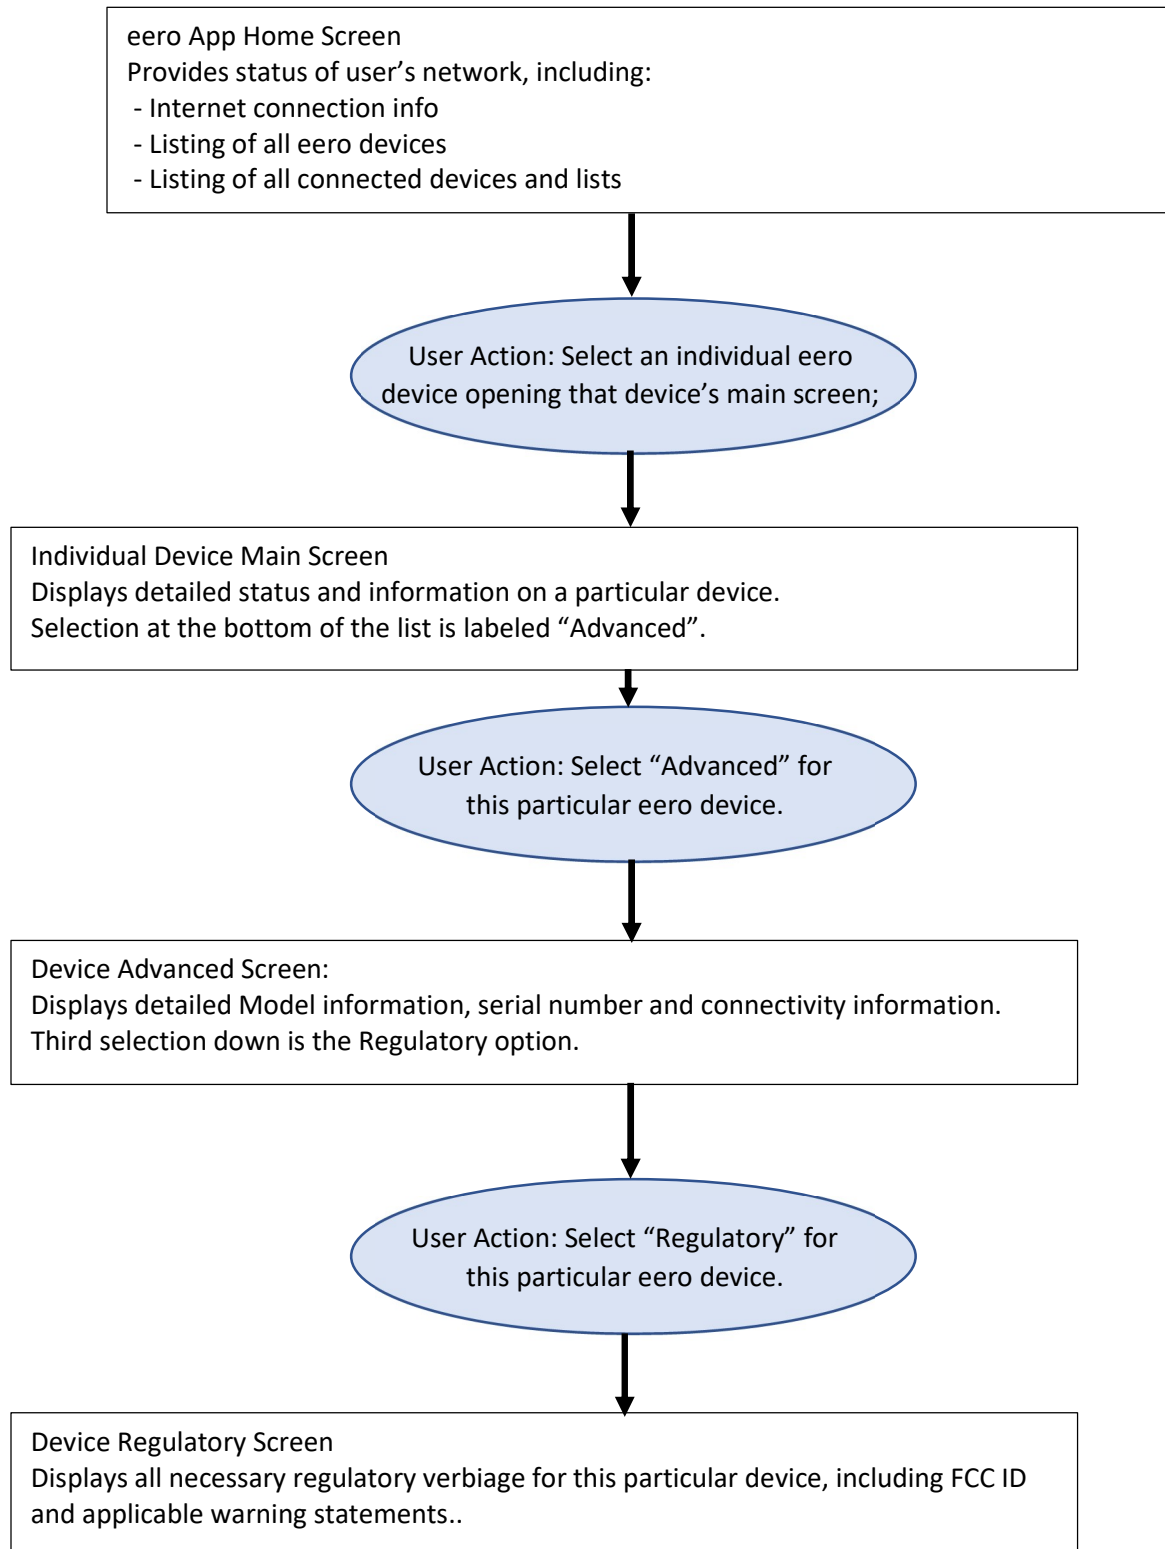 eero App Home Screen
Provides status of user’s network, including:
- Internet connection info
- Listing of all eero devices
- Listing of all connected devices and lists
User Action: Select an individual eero
device opening that device’s main screen;
Individual Device Main Screen
Displays detailed status and information on a particular device.
Selection at the bottom of the list is labeled “Advanced”.
User Action: Select “Advanced” for
this particular eero device.
Device Advanced Screen:
Displays detailed Model information, serial number and connectivity information.
Third selection down is the Regulatory option.
User Action: Select “Regulatory” for
this particular eero device.
Device Regulatory Screen
Displays all necessary regulatory verbiage for this particular device, including FCC ID
and applicable warning statements..